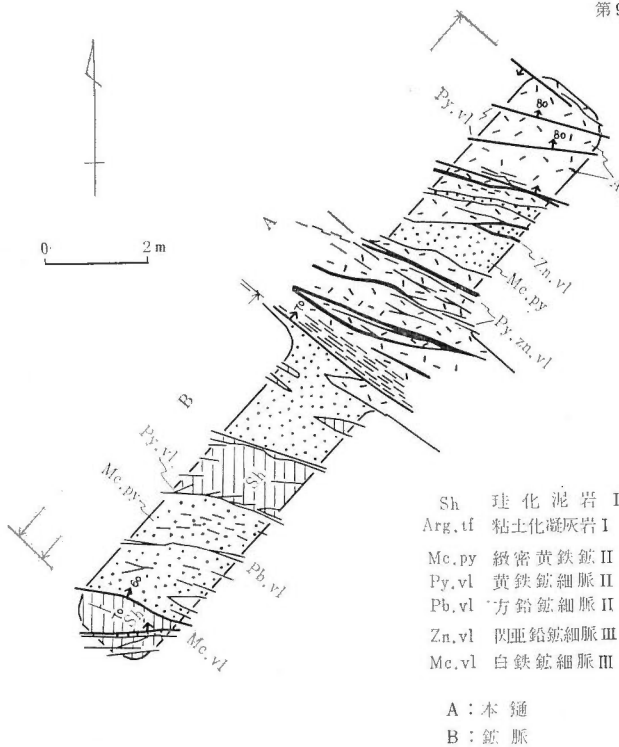 第9
Py.vl
80
80
A
0 2 m
Zn.vl
Mc.py
Py.zn.vl
70
B
Py.vl
Sh
Mc.py
Pb.vl
60
70
Sh
Mc.vl
Sh 珪化泥岩 I
Arg.tf 粘土化凝灰岩 I
Mc.py 緻密黄鉄鉱 II
Py.vl 黄鉄鉱細脈 II
Pb.vl 方鉛鉱細脈 II
Zn.vl 閃亜鉛鉱細脈 III
Mc.vl 白鉄鉱細脈 III
A：本鑓
B：鉱脈